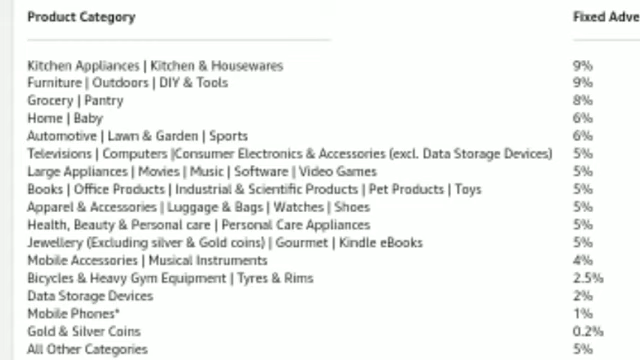 Product Category Fixed Adve
Kitchen Appliances | Kitchen & Housewares 9%
Furniture | Outdoors | DIY & Tools 9%
Grocery | Pantry 8%
Home | Baby 6%
Automotive | Lawn & Garden | Sports 6%
Televisions | Computers |Consumer Electronics & Accessories (excl. Data Storage Devices) 5%
Large Appliances | Movies | Music | Software | Video Games 5%
Books | Office Products | Industrial & Scientific Products | Pet Products | Toys 5%
Apparel & Accessories | Luggage & Bags | Watches | Shoes 5%
Health, Beauty & Personal care | Personal Care Appliances 5%
Jewellery (Excluding silver & Gold coins) | Gourmet | Kindle eBooks 5%
Mobile Accessories | Musical Instruments 4%
Bicycles & Heavy Gym Equipment | Tyres & Rims 2.5%
Data Storage Devices 2%
Mobile Phones* 1%
Gold & Silver Coins 0.2%
All Other Categories 5%